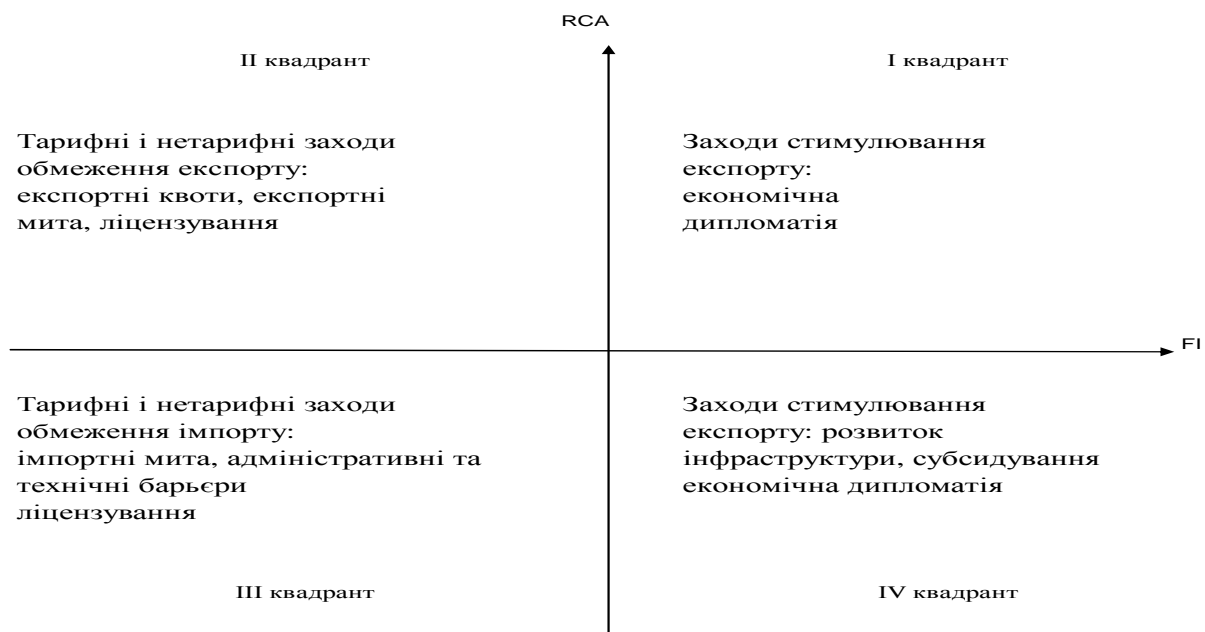 RCA
II квадрант
I квадрант
Тарифні і нетарифні заходи
обмеження експорту:
експортні квоти, експортні
мита, ліцензування
Заходи стимулювання
експорту:
економічна
дипломатія
FI
Тарифні і нетарифні заходи
обмеження імпорту:
імпортні мита, адміністративні та
технічні барьєри
ліцензування
Заходи стимулювання
експорту: розвиток
інфраструктури, субсидування
економічна дипломатія
III квадрант
IV квадрант